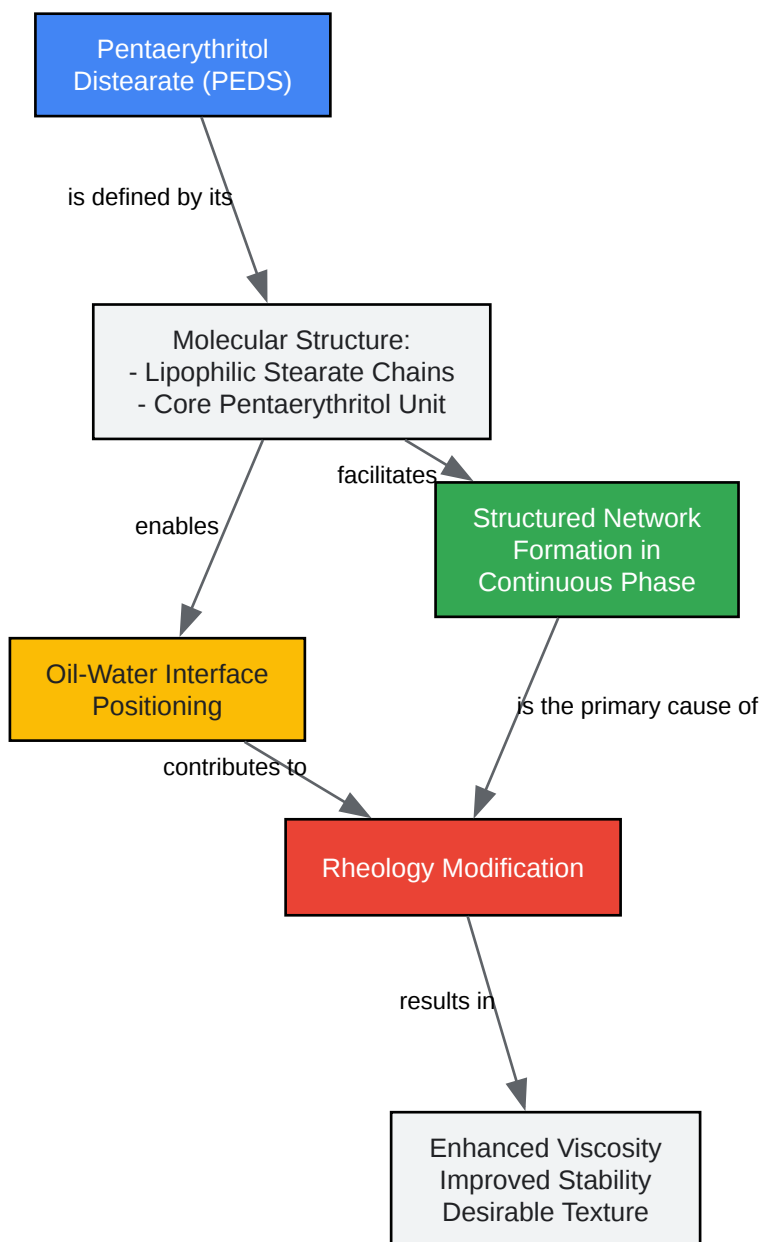 Pentaerythritol
Distearate (PEDS)
is defined by its
Molecular Structure:
- Lipophilic Stearate Chains
- Core Pentaerythritol Unit
facilitates
enables
Structured Network
Formation in
Continuous Phase
Oil-Water Interface
Positioning
is the primary cause of
contributes to
Rheology Modification
results in
Enhanced Viscosity
Improved Stability
Desirable Texture